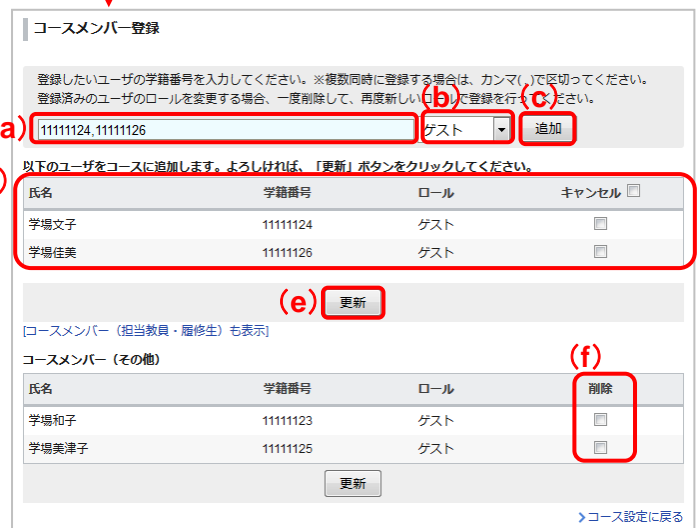 コースメンバー登録
登録したいユーザの学籍番号を入力してください。※複数同時に登録する場合は、カンマ(,)で区切ってください。
登録済みのユーザのロールを変更する場合、一度削除して、再度新しいロールで登録を行ってください。
(b) (c)
a) 11111124,11111126 ゲスト 追加
以下のユーザをコースに追加します。よろしければ、「更新」ボタンをクリックしてください。
) 氏名 学籍番号 ロール キャンセル
学場文子 11111124 ゲスト
学場佳美 11111126 ゲスト
(e) 更新
[コースメンバー（担当教員・履修生）も表示]
コースメンバー（その他） (f)
氏名 学籍番号 ロール 削除
学場和子 11111123 ゲスト
学場美津子 11111125 ゲスト
更新
コース設定に戻る